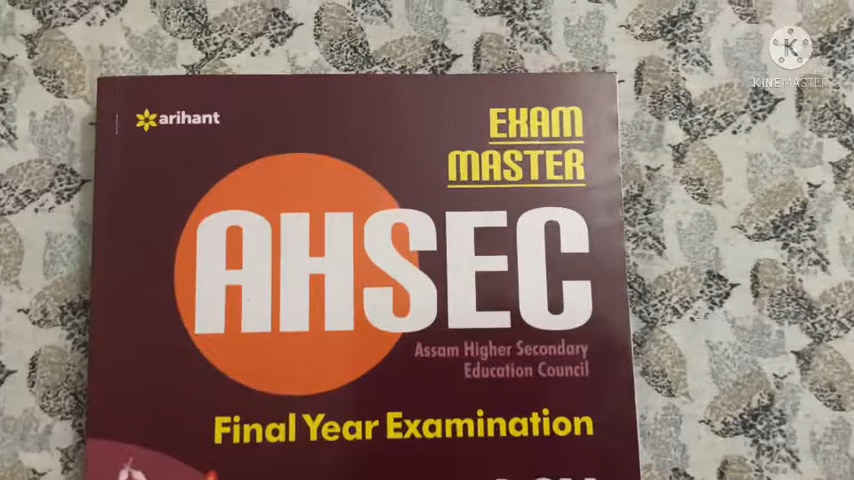 K
KINEMASTER
arihant
EXAM
MASTER
AHSEC
Assam Higher Secondary
Education Council
Final Year Examination